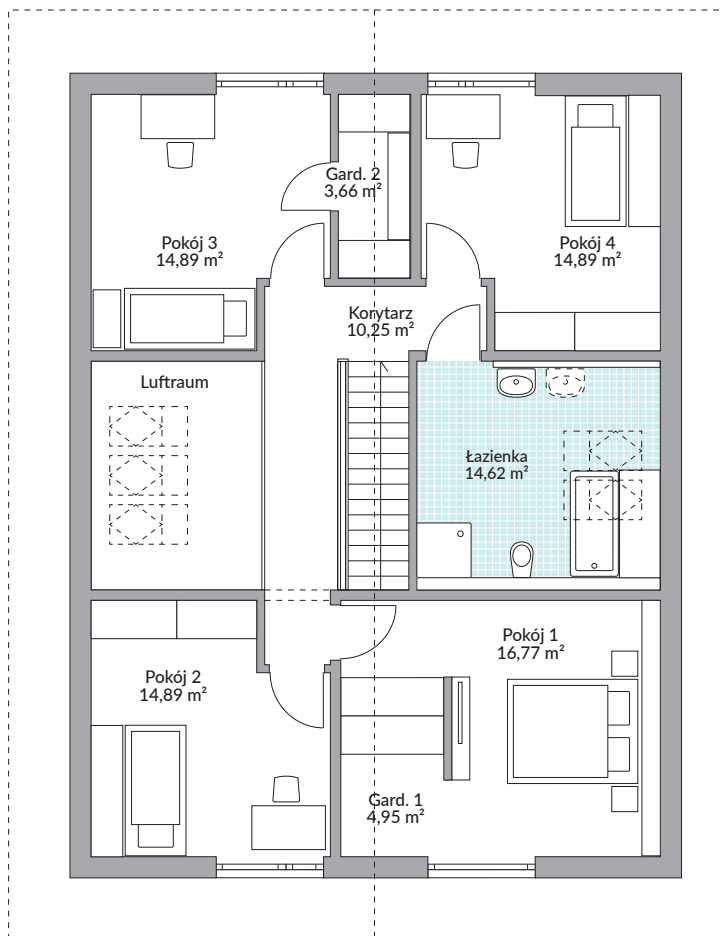 Gard. 2
3,66 m²
Pokój 3
14,89 m²
Pokój 4
14,89 m²
Korytarz
10,25 m²
Luftraum
Łazienka
14,62 m²
Pokój 1
16,77 m²
Pokój 2
14,89 m²
Gard. 1
4,95 m²